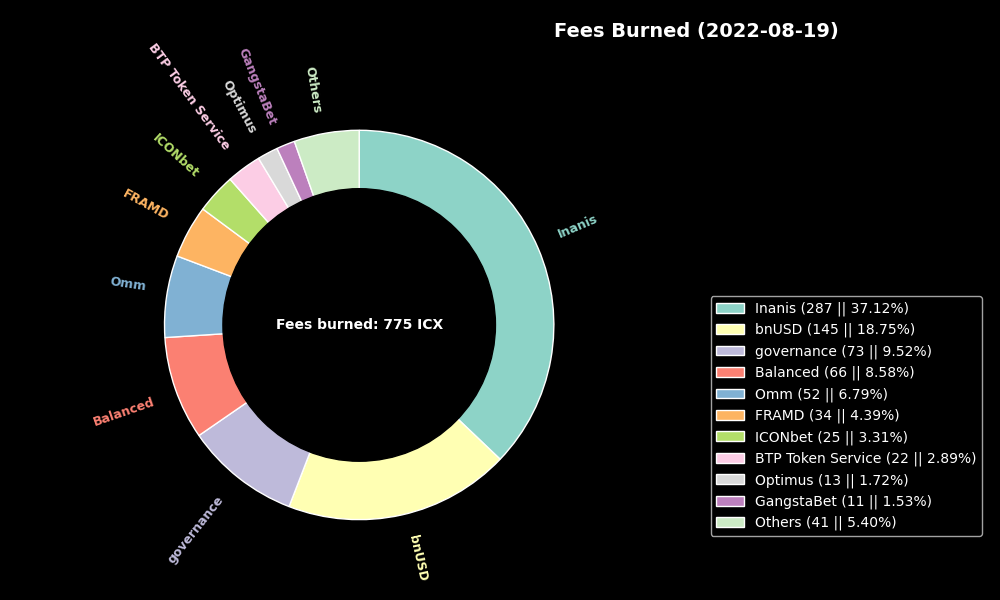 Fees Burned (2022-08-19)
Others
GangstaBet
Optimus
BTP Token Service
ICONbet
FRAMD
Omm
Balanced
governance
bnUSD
Inanis
Fees burned: 775 ICX
Inanis (287 || 37.12%)
bnUSD (145 || 18.75%)
governance (73 || 9.52%)
Balanced (66 || 8.58%)
Omm (52 || 6.79%)
FRAMD (34 || 4.39%)
ICONbet (25 || 3.31%)
BTP Token Service (22 || 2.89%)
Optimus (13 || 1.72%)
GangstaBet (11 || 1.53%)
Others (41 || 5.40%)